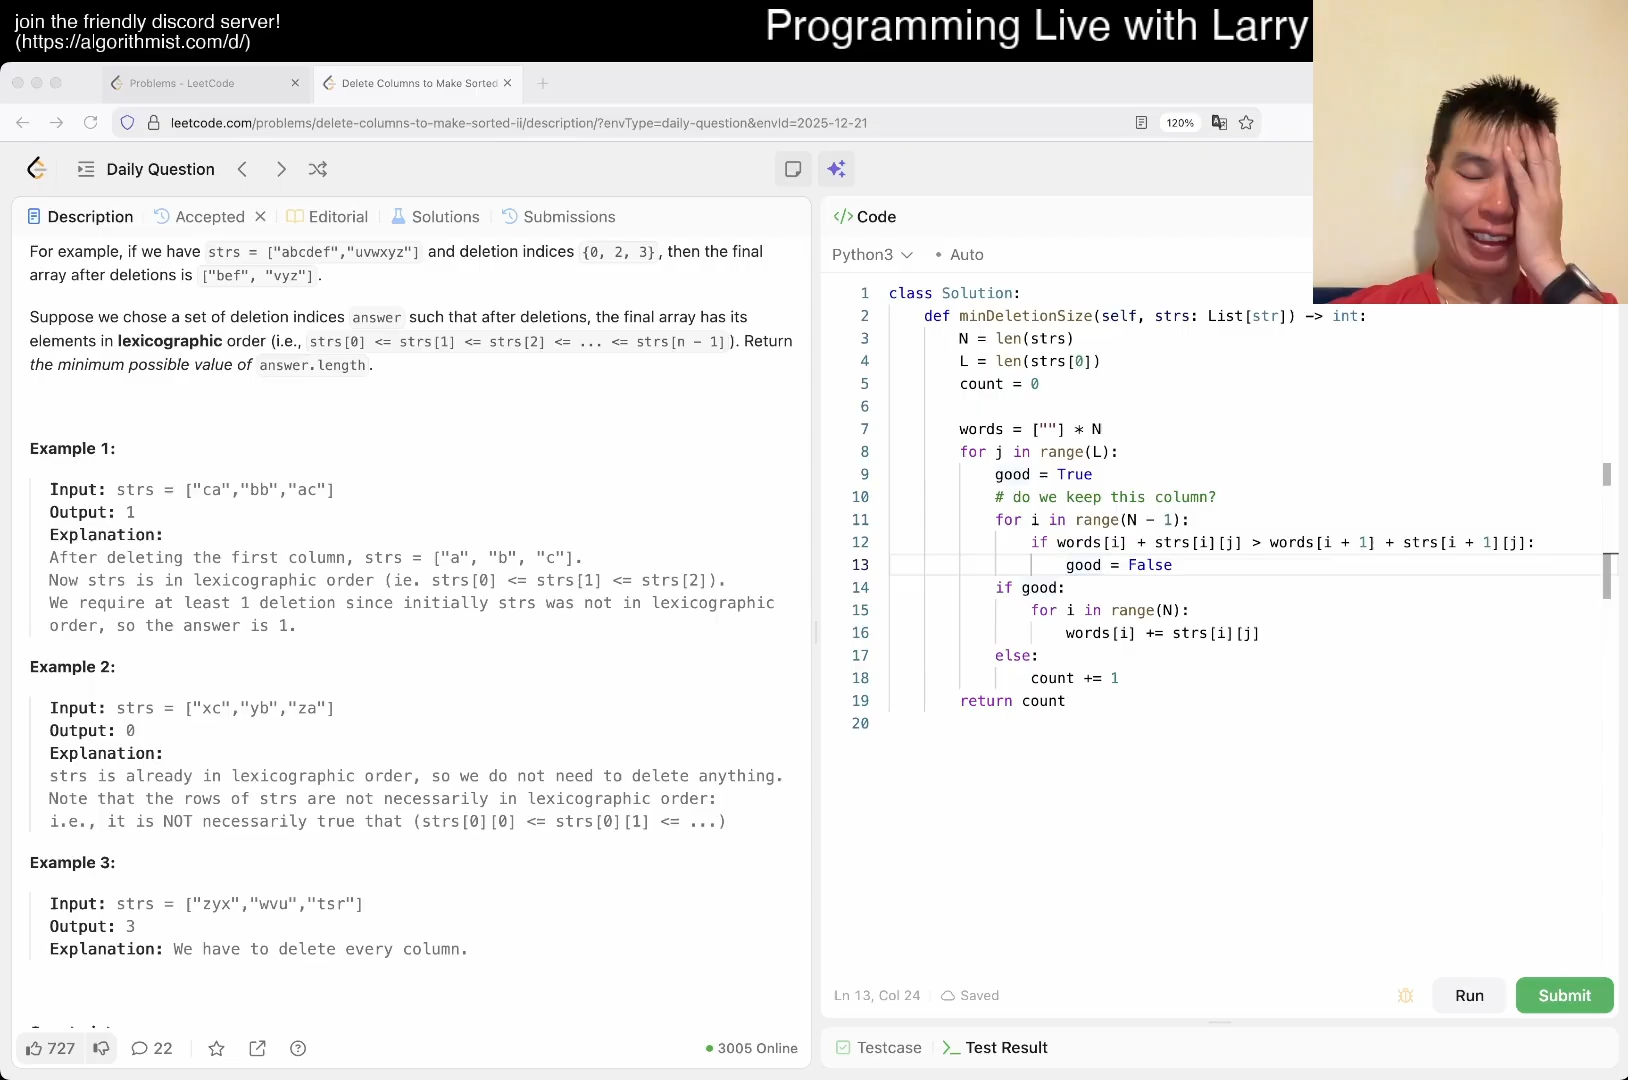 join the friendly discord server!
(https://algorithmist.com/d/)
Programming Live with Larry
Problems - LeetCode
Delete Columns to Make Sorted
leetcode.com/problems/delete-columns-to-make-sorted-ii/description/?envType=daily-question&envId=2025-12-21
120%
Daily Question
Description
Accepted
Editorial
Solutions
Submissions
For example, if we have strs = ["abcdef","uvwxyz"] and deletion indices {0, 2, 3}, then the final
array after deletions is ["bef", "vyz"].
Suppose we chose a set of deletion indices answer such that after deletions, the final array has its
elements in lexicographic order (i.e., strs[0] <= strs[1] <= strs[2] <= ... <= strs[n - 1]). Return
the minimum possible value of answer.length.
Example 1:
Input: strs = ["ca","bb","ac"]
Output: 1
Explanation:
After deleting the first column, strs = ["a", "b", "c"].
Now strs is in lexicographic order (ie. strs[0] <= strs[1] <= strs[2]).
We require at least 1 deletion since initially strs was not in lexicographic
order, so the answer is 1.
Example 2:
Input: strs = ["xc","yb","za"]
Output: 0
Explanation:
strs is already in lexicographic order, so we do not need to delete anything.
Note that the rows of strs are not necessarily in lexicographic order:
i.e., it is NOT necessarily true that (strs[0][0] <= strs[0][1] <= ...)
Example 3:
Input: strs = ["zyx","wvu","tsr"]
Output: 3
Explanation: We have to delete every column.
727
22
3005 Online
</> Code
Python3
• Auto
1 class Solution:
2 def minDeletionSize(self, strs: List[str]) -> int:
3 N = len(strs)
4 L = len(strs[0])
5 count = 0
6
7 words = [""] * N
8 for j in range(L):
9 good = True
10 # do we keep this column?
11 for i in range(N - 1):
12 if words[i] + strs[i][j] > words[i + 1] + strs[i + 1][j]:
13 good = False
14 if good:
15 for i in range(N):
16 words[i] += strs[i][j]
17 else:
18 count += 1
19 return count
20
Ln 13, Col 24
Saved
Run
Submit
Testcase
Test Result